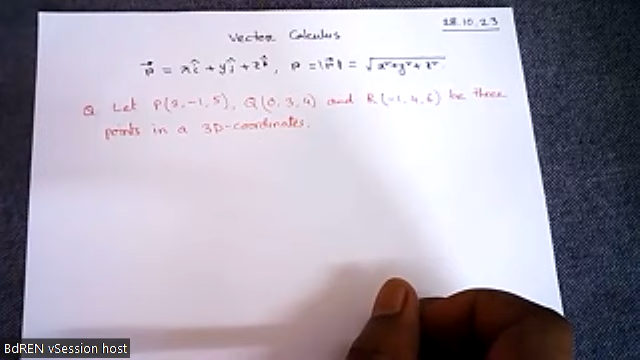 28.10.23
Vector Calculus
r⃗ = xî + yĵ + zk̂, r = |r⃗| = √x²+y²+z²
Q. Let P(2,-1,5), Q(0,3,4) and R(-1,4,6) be three
points in a 3D-coordinates.
BdREN vSession host